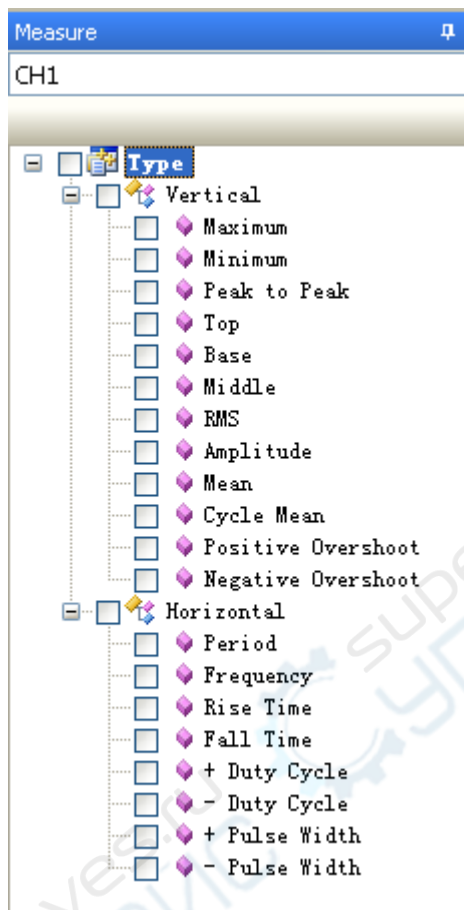 Measure
CH1
Type
Vertical
Maximum
Minimum
Peak to Peak
Top
Base
Middle
RMS
Amplitude
Mean
Cycle Mean
Positive Overshoot
Negative Overshoot
Horizontal
Period
Frequency
Rise Time
Fall Time
+ Duty Cycle
- Duty Cycle
+ Pulse Width
- Pulse Width